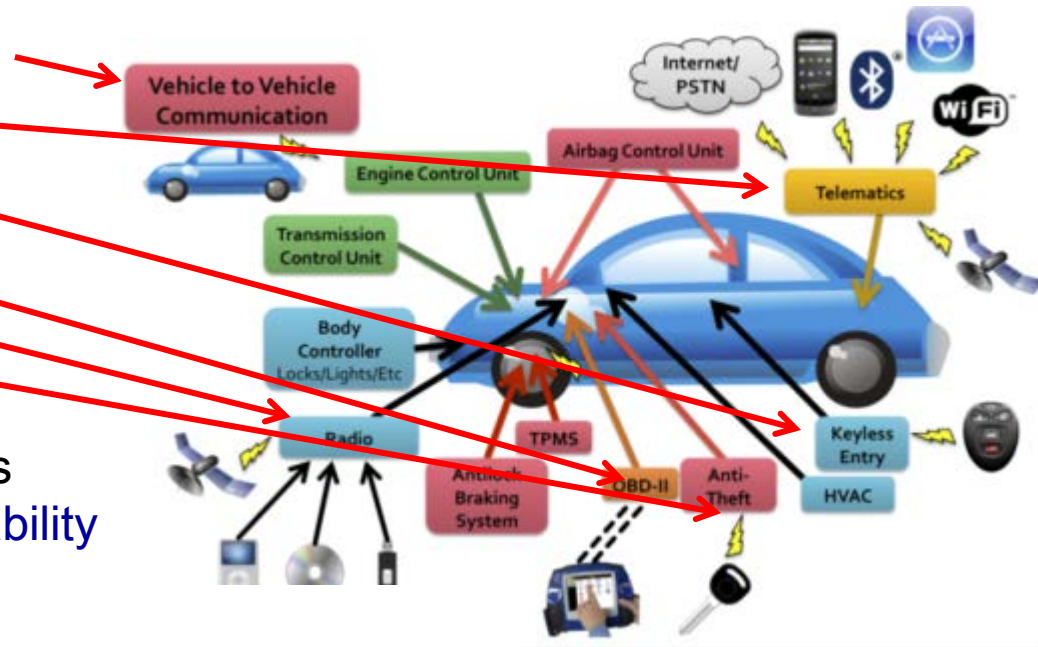 Vehicle to Vehicle
Communication
Internet/
PSTN
WiFi
Engine Control Unit
Airbag Control Unit
Telematics
Transmission
Control Unit
Body
Controller
Locks/Lights/Etc
Radio
TPMS
Antilock
Braking
System
OBD-II
Anti-
Theft
Keyless
Entry
HVAC
s
bility